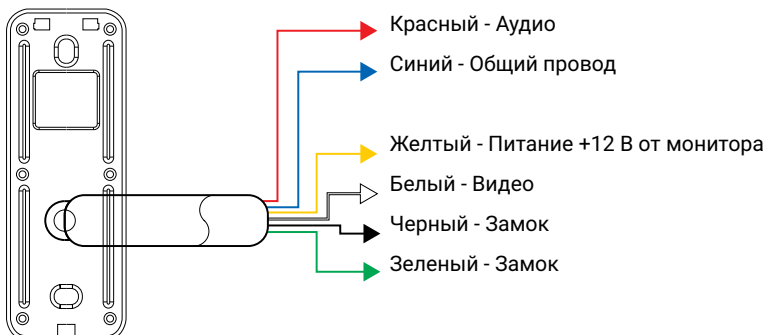 Красный - Аудио
Синий - Общий провод
Желтый - Питание +12 В от монитора
Белый - Видео
Черный - Замок
Зеленый - Замок